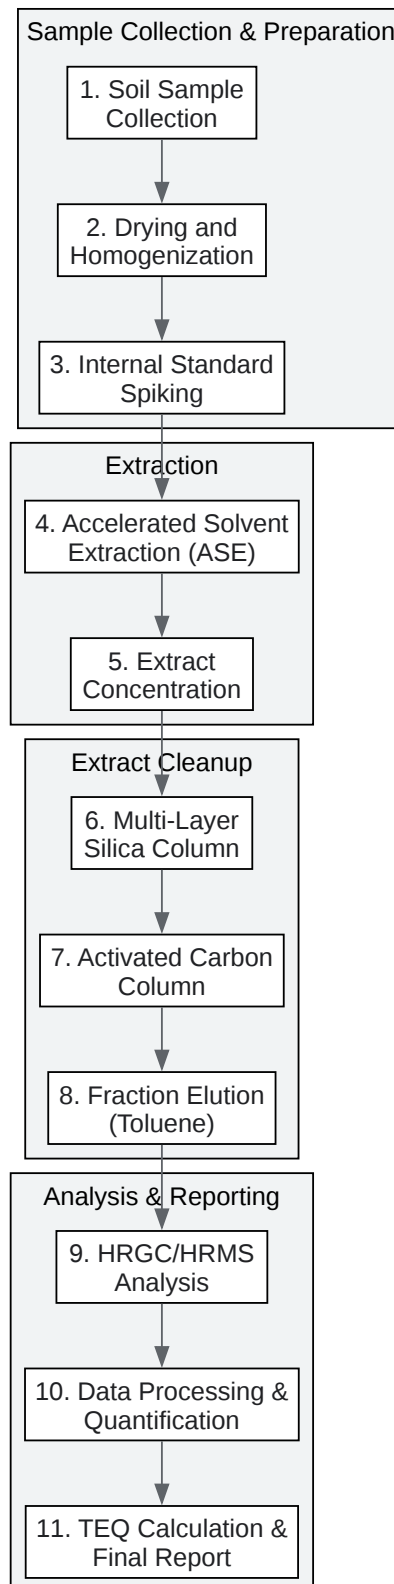 Sample Collection & Preparation
1. Soil Sample
Collection
2. Drying and
Homogenization
3. Internal Standard
Spiking
Extraction
4. Accelerated Solvent
Extraction (ASE)
5. Extract
Concentration
Extract Cleanup
6. Multi-Layer
Silica Column
7. Activated Carbon
Column
8. Fraction Elution
(Toluene)
Analysis & Reporting
9. HRGC/HRMS
Analysis
10. Data Processing &
Quantification
11. TEQ Calculation &
Final Report